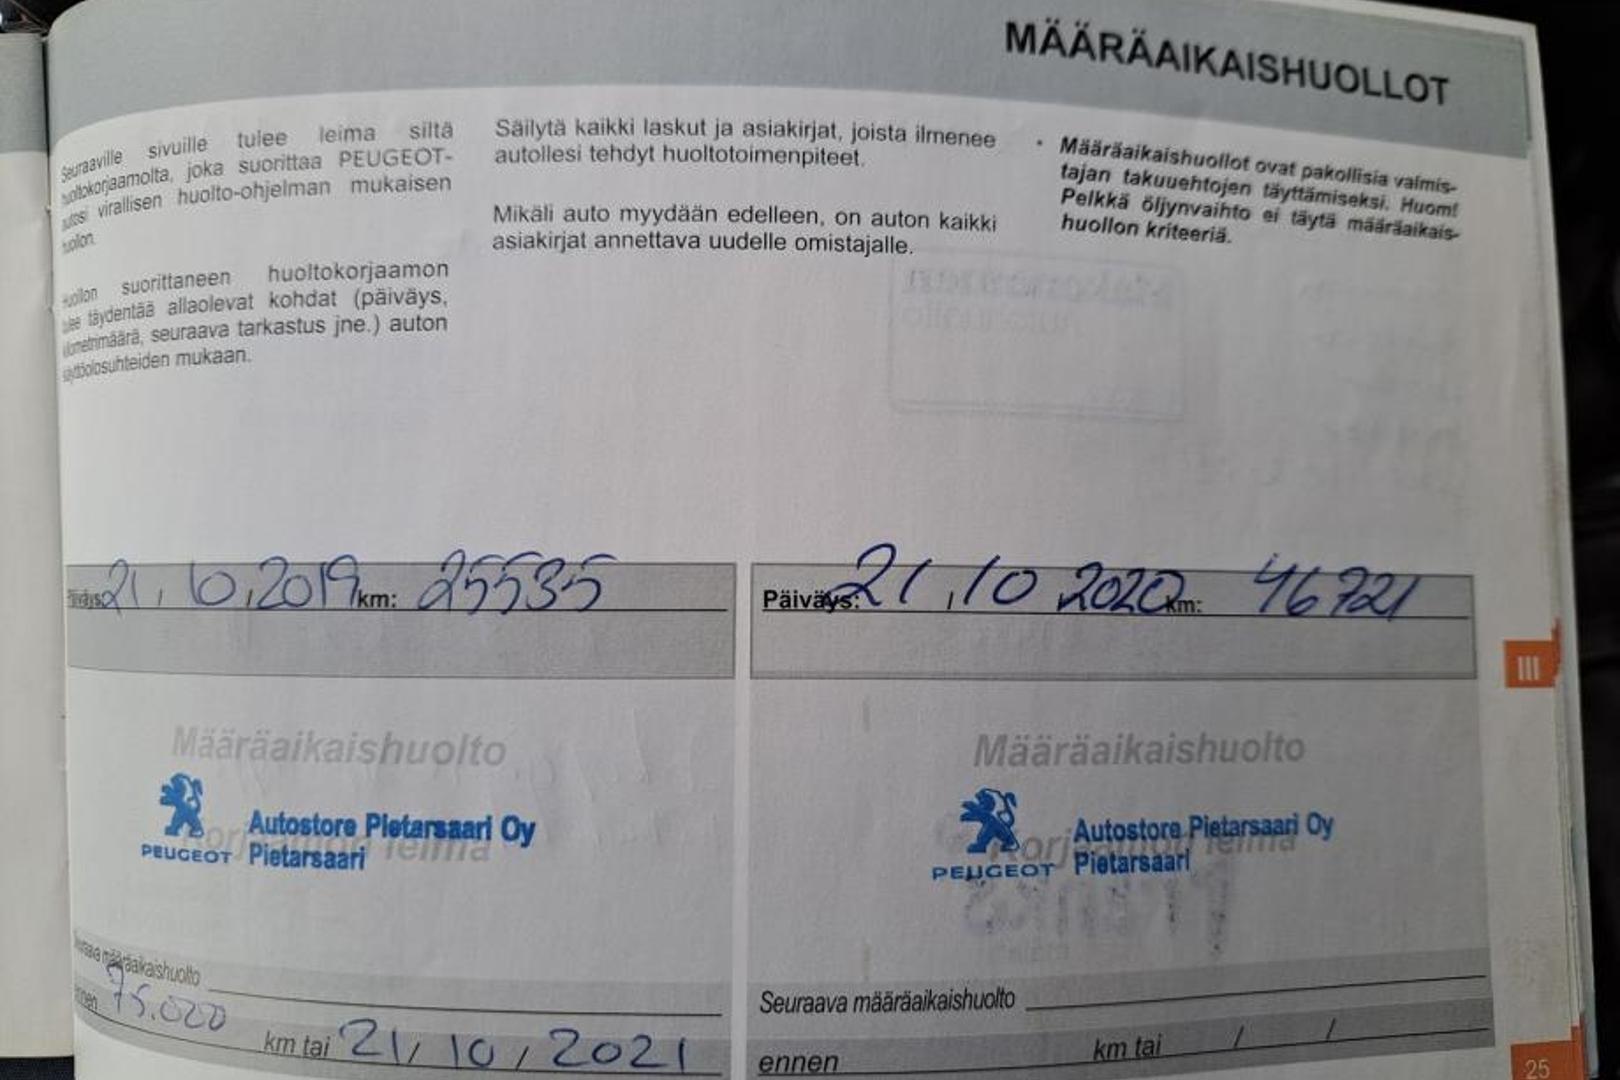 MÄÄRÄAIKAISHUOLLOT
Seuraaville sivuille tulee leima siltä
huoltokorjaamolta, joka suorittaa PEUGEOT-
autosi virallisen huolto-ohjelman mukaisen
huollon.
Huollon suorittaneen huoltokorjaamon
tulee täydentää allaolevat kohdat (päiväys,
kilometrimäärä, seuraava tarkastus jne.) auton
käyttöolosuhteiden mukaan.
Säilytä kaikki laskut ja asiakirjat, joista ilmenee
autollesi tehdyt huoltotoimenpiteet.
Mikäli auto myydään edelleen, on auton kaikki
asiakirjat annettava uudelle omistajalle.
• Määräaikaishuollot ovat pakollisia valmis-
tajan takuuehtojen täyttämiseksi. Huom!
Pelkkä öljynvaihto ei täytä määräaikais-
huollon kriteeriä.
Päiväys: 21, 10, 2019 km: 25535
Määräaikaishuolto
Korjaamon leima
PEUGEOT
Autostore Pietarsaari Oy
Pietarsaari
Seuraava määräaikaishuolto
ennen 75.000 km tai 21/ 10 / 2021
Päiväys: 21, 10, 2020 km: 46721
Määräaikaishuolto
Korjaamon leima
PEUGEOT
Autostore Pietarsaari Oy
Pietarsaari
Seuraava määräaikaishuolto
ennen km tai / /
III
25